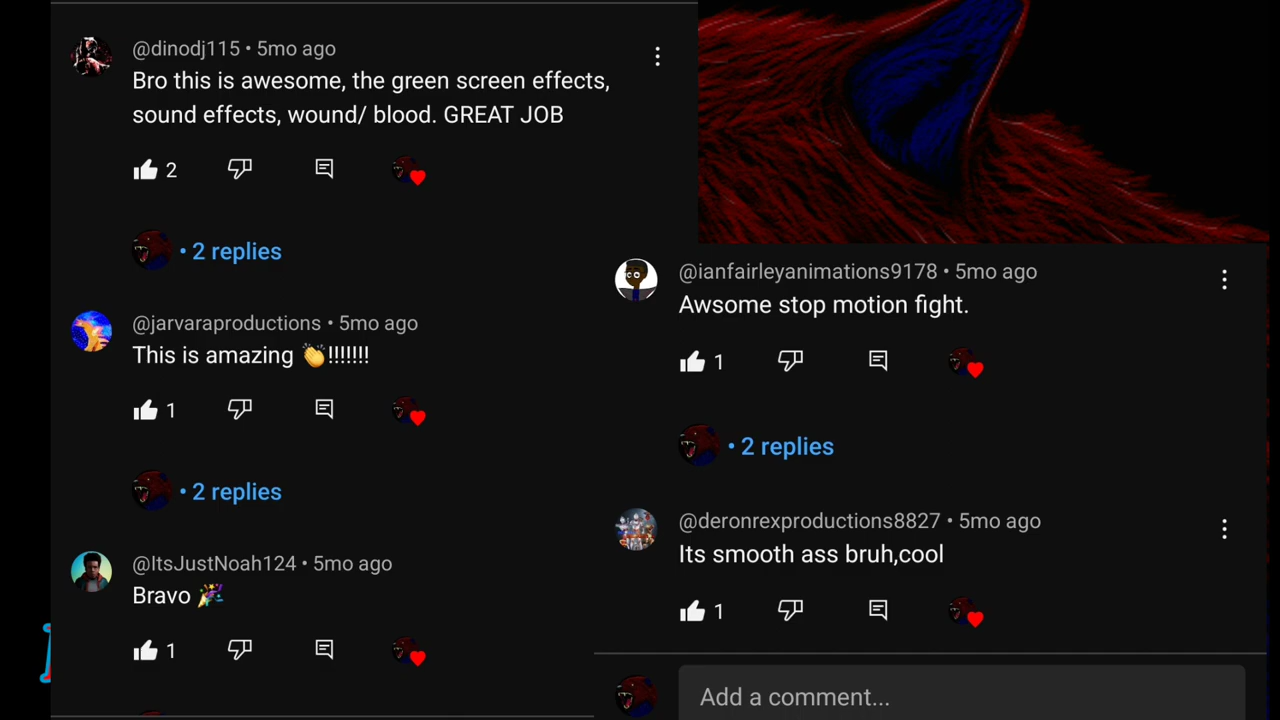 @dinodj115 • 5mo ago
Bro this is awesome, the green screen effects,
sound effects, wound/ blood. GREAT JOB
2
• 2 replies
@jarvaraproductions • 5mo ago
This is amazing 👏!!!!!!!
1
• 2 replies
@ItsJustNoah124 • 5mo ago
Bravo 🎉
1
@ianfairleyanimations9178 • 5mo ago
Awsome stop motion fight.
1
• 2 replies
@deronrexproductions8827 • 5mo ago
Its smooth ass bruh,cool
1
Add a comment...